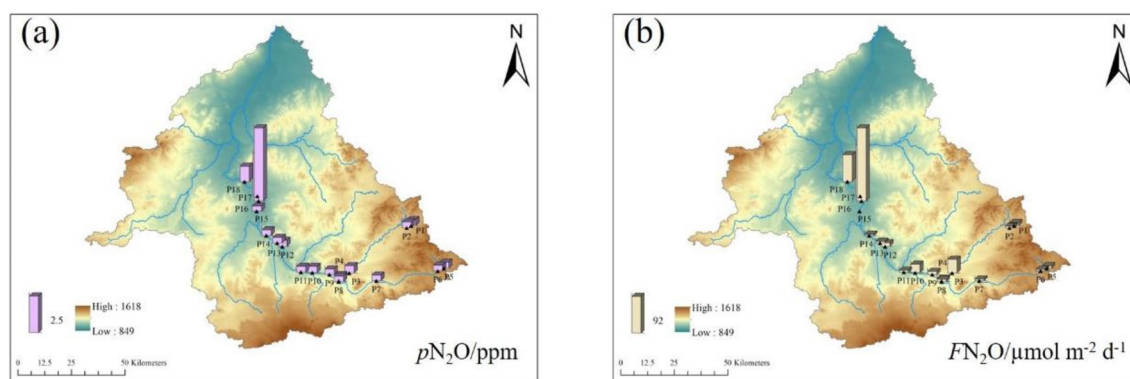 (a)
N
P18
P17
P16
P15
P14
P13
P12
P11
P10
P9
P8
P4
P3
P7
P2
P1
P6
P5
2.5
High : 1618
Low : 849
0 12.5 25 50 Kilometers
pN₂O/ppm
(b)
N
P18
P17
P16
P15
P14
P13
P12
P11
P10
P9
P8
P4
P3
P7
P2
P1
P6
P5
92
High : 1618
Low : 849
0 12.5 25 50 Kilometers
FN₂O/μmol m⁻² d⁻¹